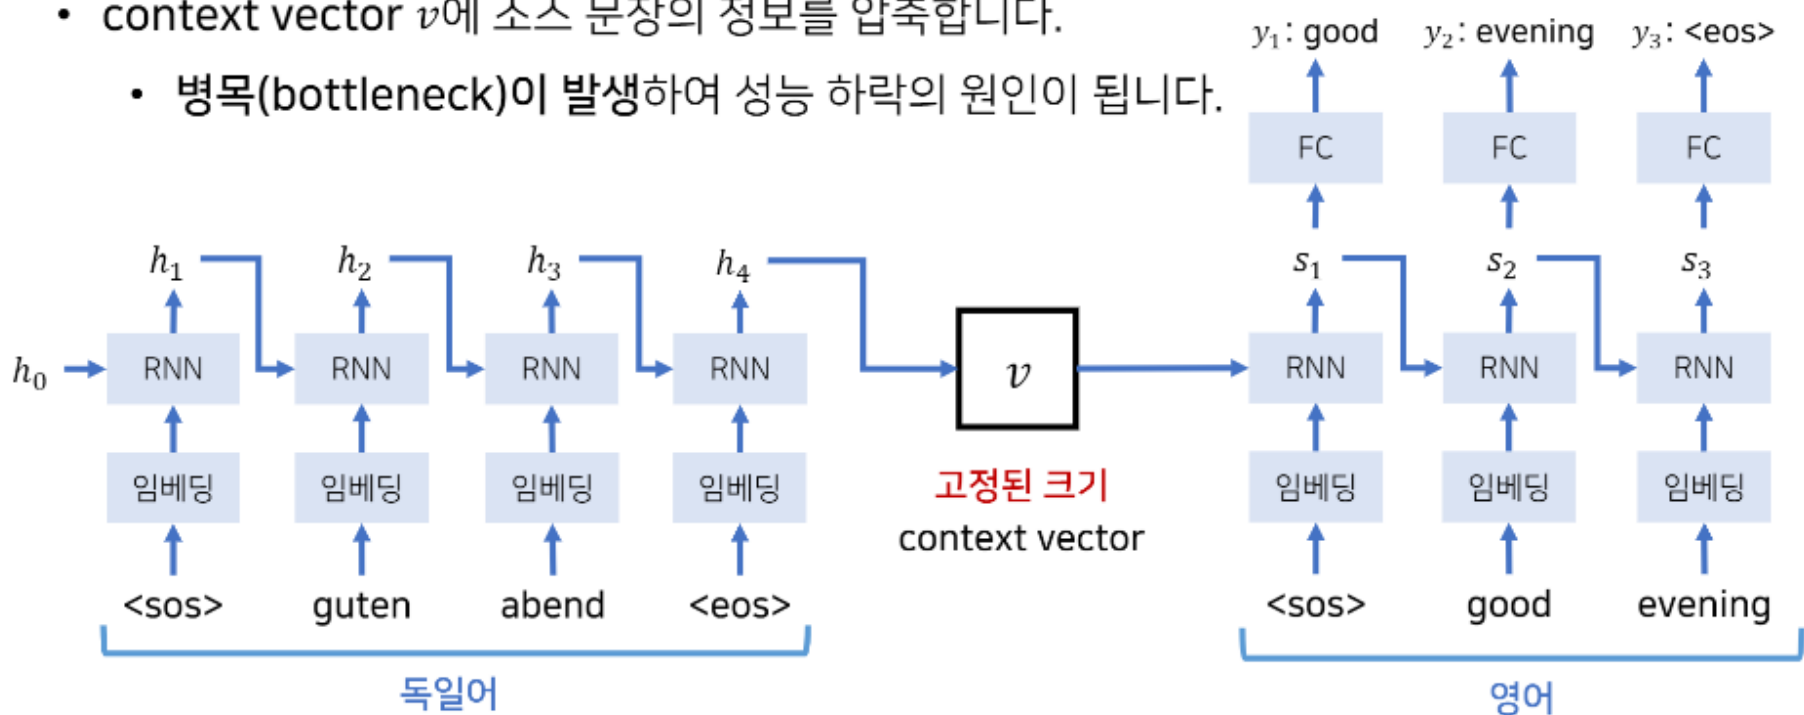 • context vector v에 소스 문장의 정보를 압축합니다.
• 병목(bottleneck)이 발생하여 성능 하락의 원인이 됩니다.
y₁: good y₂: evening y₃: <eos>
FC FC FC
h₁ h₂ h₃ h₄ s₁ s₂ s₃
h₀ RNN RNN RNN RNN v RNN RNN RNN
임베딩 임베딩 임베딩 임베딩 고정된 크기 임베딩 임베딩 임베딩
context vector
<sos> guten abend <eos> <sos> good evening
독일어 영어